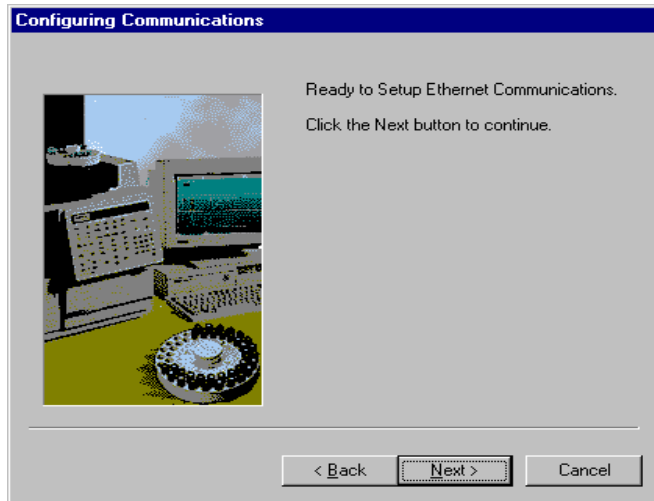 Configuring Communications
Ready to Setup Ethernet Communications.
Click the Next button to continue.
< Back
Next >
Cancel